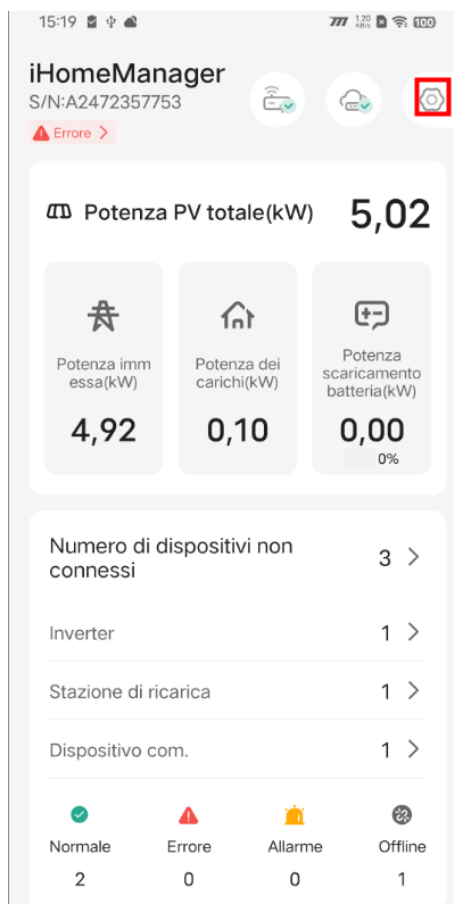 15:19
1.20
KB/s
100
iHomeManager
S/N:A2472357753
Errore >
Potenza PV totale(kW)
5,02
Potenza imm
essa(kW)
4,92
Potenza dei
carichi(kW)
0,10
Potenza
scaricamento
batteria(kW)
0,00
0%
Numero di dispositivi non
connessi
3 >
Inverter
1 >
Stazione di ricarica
1 >
Dispositivo com.
1 >
Normale
Errore
Allarme
Offline
2
0
0
1